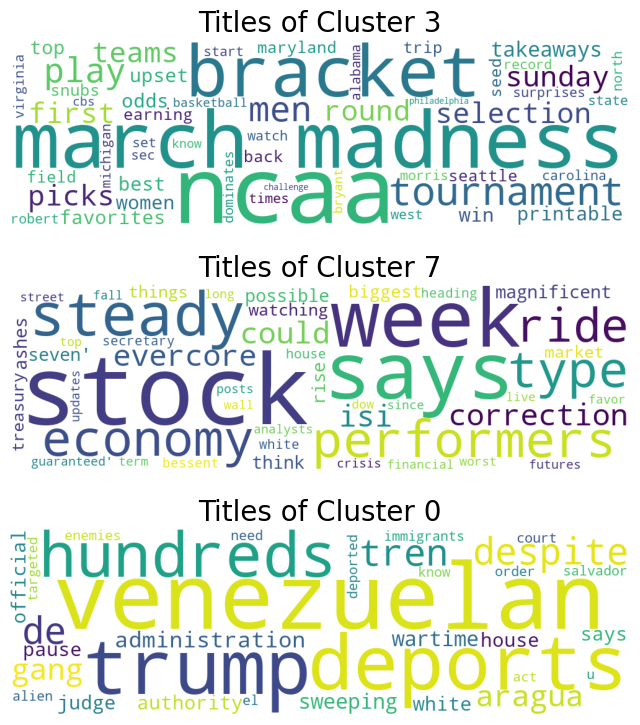 Titles of Cluster 3
top teams start maryland alabama trip takeaways
virginia play upset bracket seed record sunday north
snubs cbs odds basketball philadelphia surprises state
first earning men round selection
march madness
michigan set sec know watch back
field best dominates ncaa challenge bryant morris seattle carolina
picks women times tournament
robert favorites west win printable
Titles of Cluster 7
street fall things long possible biggest heading magnificent
steady watching week ride
treasury ashes top secretary could market
seven' evercore house rise says type
updates stock posts live favor
economy wall dow since isi correction
analysts white performers
guaranteed' term bessent think crisis financial worst futures
Titles of Cluster 0
official targeted enemies need deported immigrants court
hundreds tren despite
know order salvador
venezuelan
de administration wartime house says
pause trump deports act u
gang aragua
alien judge authority el sweeping white